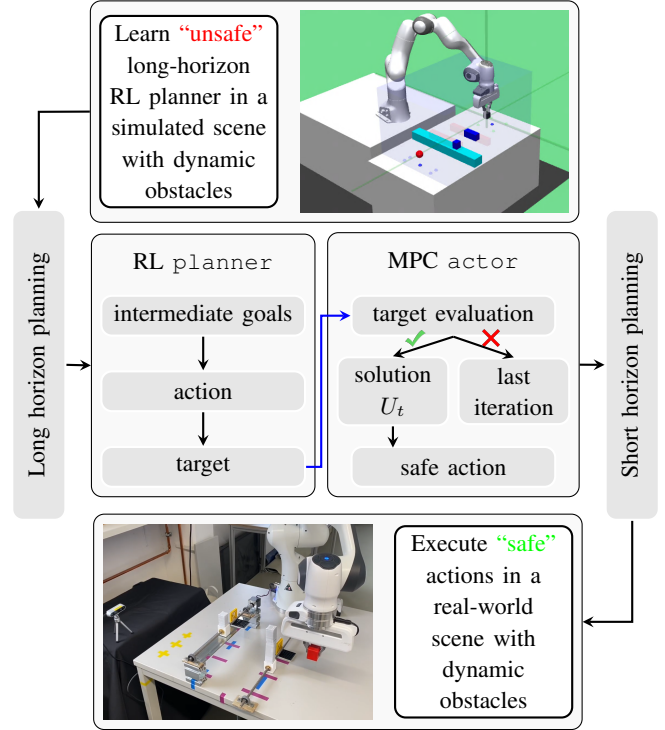 Learn “unsafe”
long-horizon
RL planner in a
simulated scene
with dynamic
obstacles
Long horizon planning
RL planner
intermediate goals
action
target
MPC actor
target evaluation
solution
U_t
last
iteration
safe action
Short horizon planning
Execute “safe”
actions in a
real-world
scene with
dynamic
obstacles